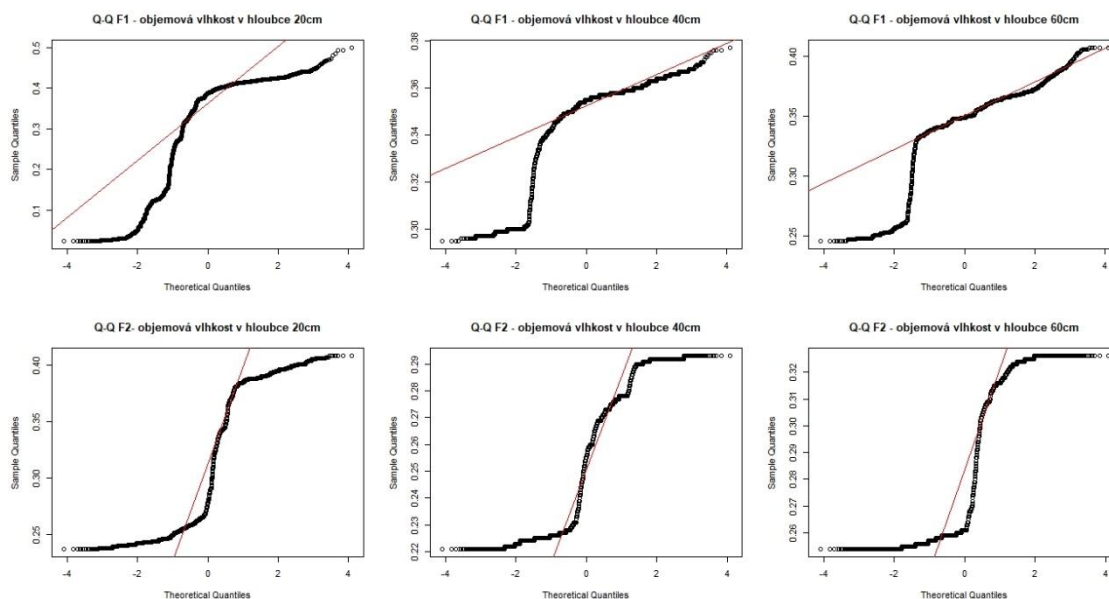 Q-Q F1 - objemová vlhkost v hloubce 20cm
Sample Quantiles
0.5
0.4
0.3
0.2
0.1
-4 -2 0 2 4
Theoretical Quantiles
Q-Q F1 - objemová vlhkost v hloubce 40cm
Sample Quantiles
0.38
0.36
0.34
0.32
0.30
-4 -2 0 2 4
Theoretical Quantiles
Q-Q F1 - objemová vlhkost v hloubce 60cm
Sample Quantiles
0.40
0.35
0.30
0.25
-4 -2 0 2 4
Theoretical Quantiles
Q-Q F2- objemová vlhkost v hloubce 20cm
Sample Quantiles
0.40
0.35
0.30
0.25
-4 -2 0 2 4
Theoretical Quantiles
Q-Q F2 - objemová vlhkost v hloubce 40cm
Sample Quantiles
0.29
0.28
0.27
0.26
0.25
0.24
0.23
0.22
-4 -2 0 2 4
Theoretical Quantiles
Q-Q F2 - objemová vlhkost v hloubce 60cm
Sample Quantiles
0.32
0.31
0.30
0.29
0.28
0.27
0.26
-4 -2 0 2 4
Theoretical Quantiles